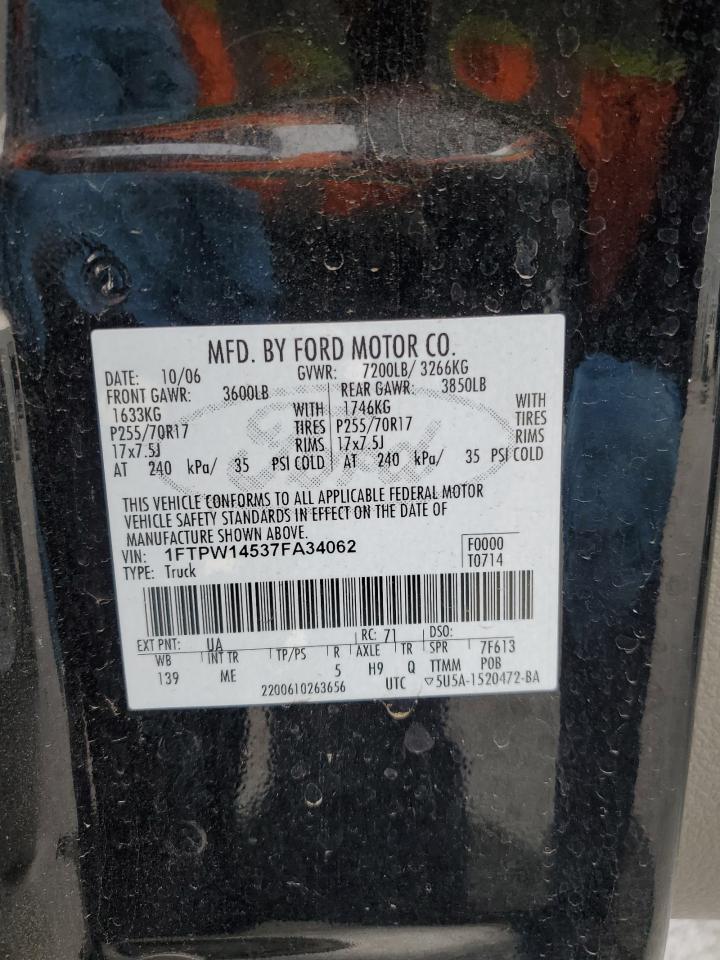 MFD. BY FORD MOTOR CO.
DATE: 10/06 GVWR: 7200LB/ 3266KG
FRONT GAWR: 3600LB REAR GAWR: 3850LB
1633KG WITH 1746KG WITH
P255/70R17 TIRES P255/70R17 TIRES
17x7.5J RIMS 17x7.5J RIMS
AT 240 kPa/ 35 PSI COLD AT 240 kPa/ 35 PSI COLD
Ford
THIS VEHICLE CONFORMS TO ALL APPLICABLE FEDERAL MOTOR
VEHICLE SAFETY STANDARDS IN EFFECT ON THE DATE OF
MANUFACTURE SHOWN ABOVE.
VIN: 1FTPW14537FA34062 F0000
TYPE: Truck T0714
EXT PNT: UA RC: 71 DSO:
WB INT TR TP/PS R AXLE TR SPR 7F613
139 ME 5 H9 Q TTMM POB
2200610263656 UTC ▽5U5A-1520472-BA